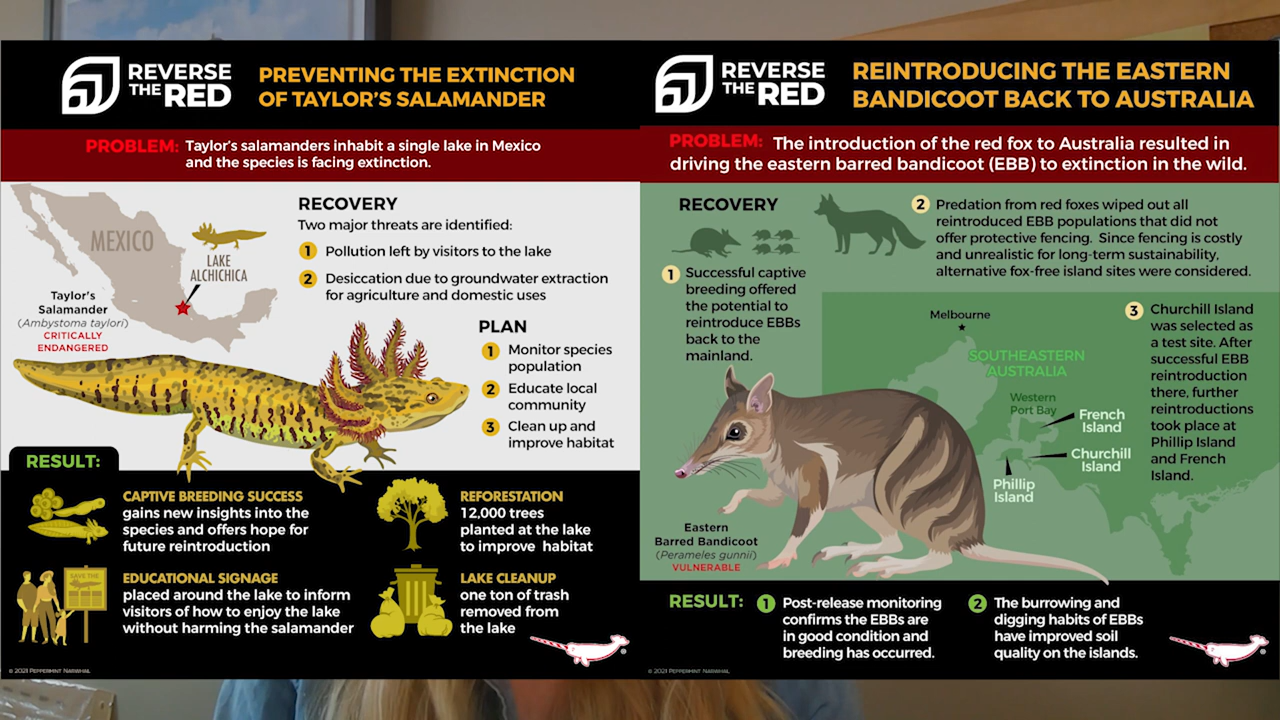 REVERSE
THE RED
PREVENTING THE EXTINCTION
OF TAYLOR'S SALAMANDER
PROBLEM: Taylor's salamanders inhabit a single lake in Mexico
and the species is facing extinction.
MEXICO
LAKE
ALCHICHICA
Taylor's
Salamander
(Ambystoma taylori)
CRITICALLY
ENDANGERED
RECOVERY
Two major threats are identified:
1 Pollution left by visitors to the lake
2 Desiccation due to groundwater extraction
for agriculture and domestic uses
PLAN
1 Monitor species
population
2 Educate local
community
3 Clean up and
improve habitat
RESULT:
CAPTIVE BREEDING SUCCESS
gains new insights into the
species and offers hope for
future reintroduction
REFORESTATION
12,000 trees
planted at the lake
to improve habitat
SAVE THE
EDUCATIONAL SIGNAGE
placed around the lake to inform
visitors of how to enjoy the lake
without harming the salamander
LAKE CLEANUP
one ton of trash
removed from
the lake
© 2021 PEPPERMINT NARWHAL
REVERSE
THE RED
REINTRODUCING THE EASTERN
BANDICOOT BACK TO AUSTRALIA
PROBLEM: The introduction of the red fox to Australia resulted in
driving the eastern barred bandicoot (EBB) to extinction in the wild.
RECOVERY
1 Successful captive
breeding offered
the potential to
reintroduce EBBs
back to the
mainland.
2 Predation from red foxes wiped out all
reintroduced EBB populations that did not
offer protective fencing. Since fencing is costly
and unrealistic for long-term sustainability,
alternative fox-free island sites were considered.
3 Churchill Island
was selected as
a test site. After
successful EBB
reintroduction
there, further
reintroductions
took place at
Phillip Island
and French
Island.
Melbourne
SOUTHEASTERN
AUSTRALIA
Western
Port Bay
French
Island
Churchill
Island
Phillip
Island
Eastern
Barred Bandicoot
(Perameles gunnii)
VULNERABLE
RESULT:
1 Post-release monitoring
confirms the EBBs are
in good condition and
breeding has occurred.
2 The burrowing and
digging habits of EBBs
have improved soil
quality on the islands.
© 2021 PEPPERMINT NARWHAL